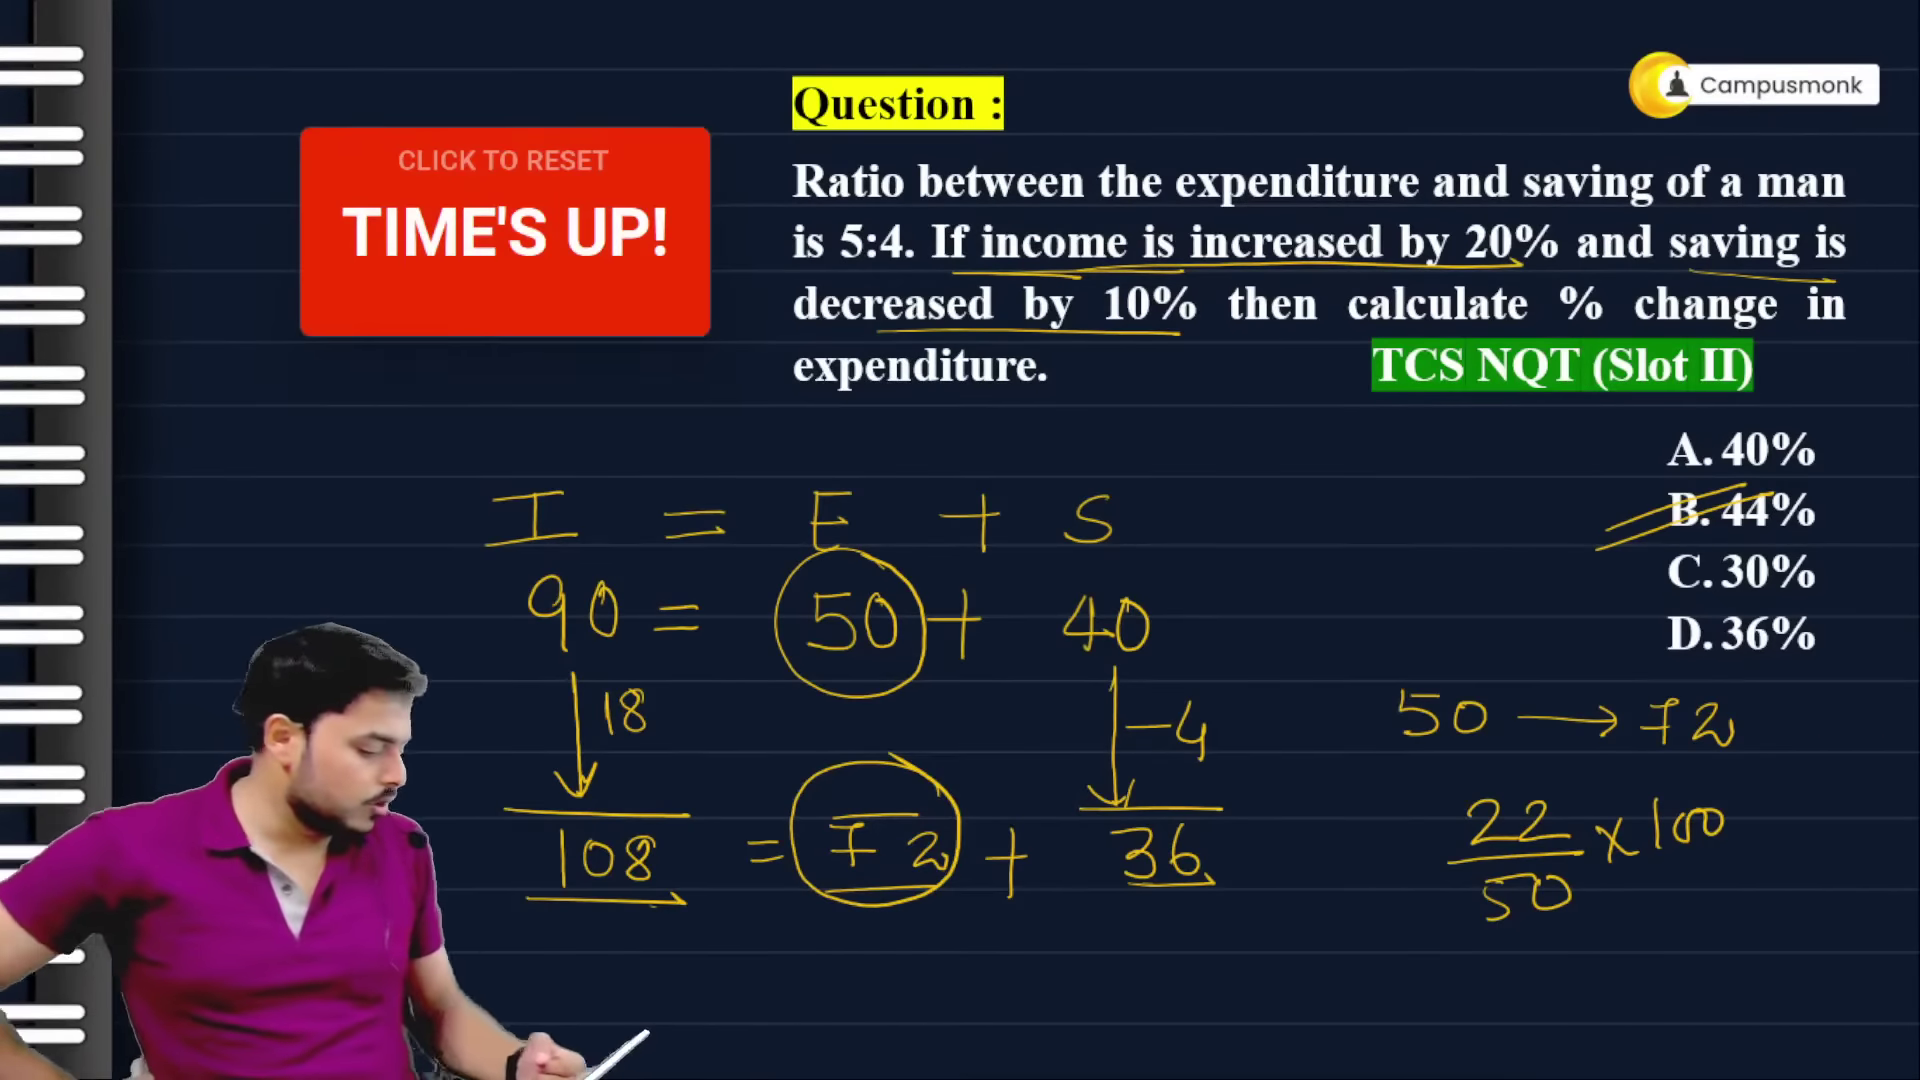 Campusmonk
Question :
CLICK TO RESET
TIME'S UP!
Ratio between the expenditure and saving of a man
is 5:4. If income is increased by 20% and saving is
decreased by 10% then calculate % change in
expenditure. TCS NQT (Slot II)
A. 40%
B. 44%
C. 30%
D. 36%
I = E + S
90 = 50 + 40
18
-4
108 = 72 + 36
50 → 72
22
50
× 100